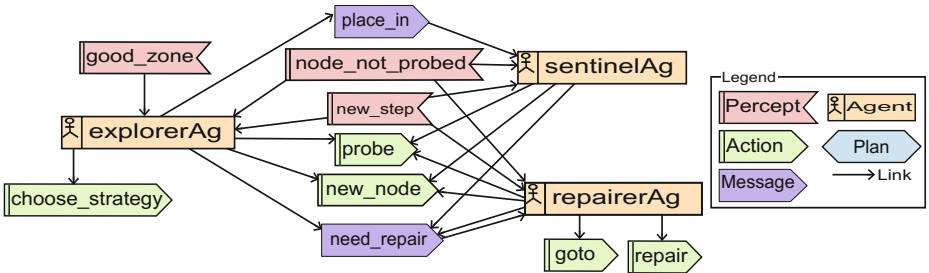 place_in
good_zone
node_not_probed
sentinelAg
new_step
explorerAg
probe
new_node
choose_strategy
repairerAg
need_repair
goto
repair
Legend
Percept
Agent
Action
Plan
Message
Link